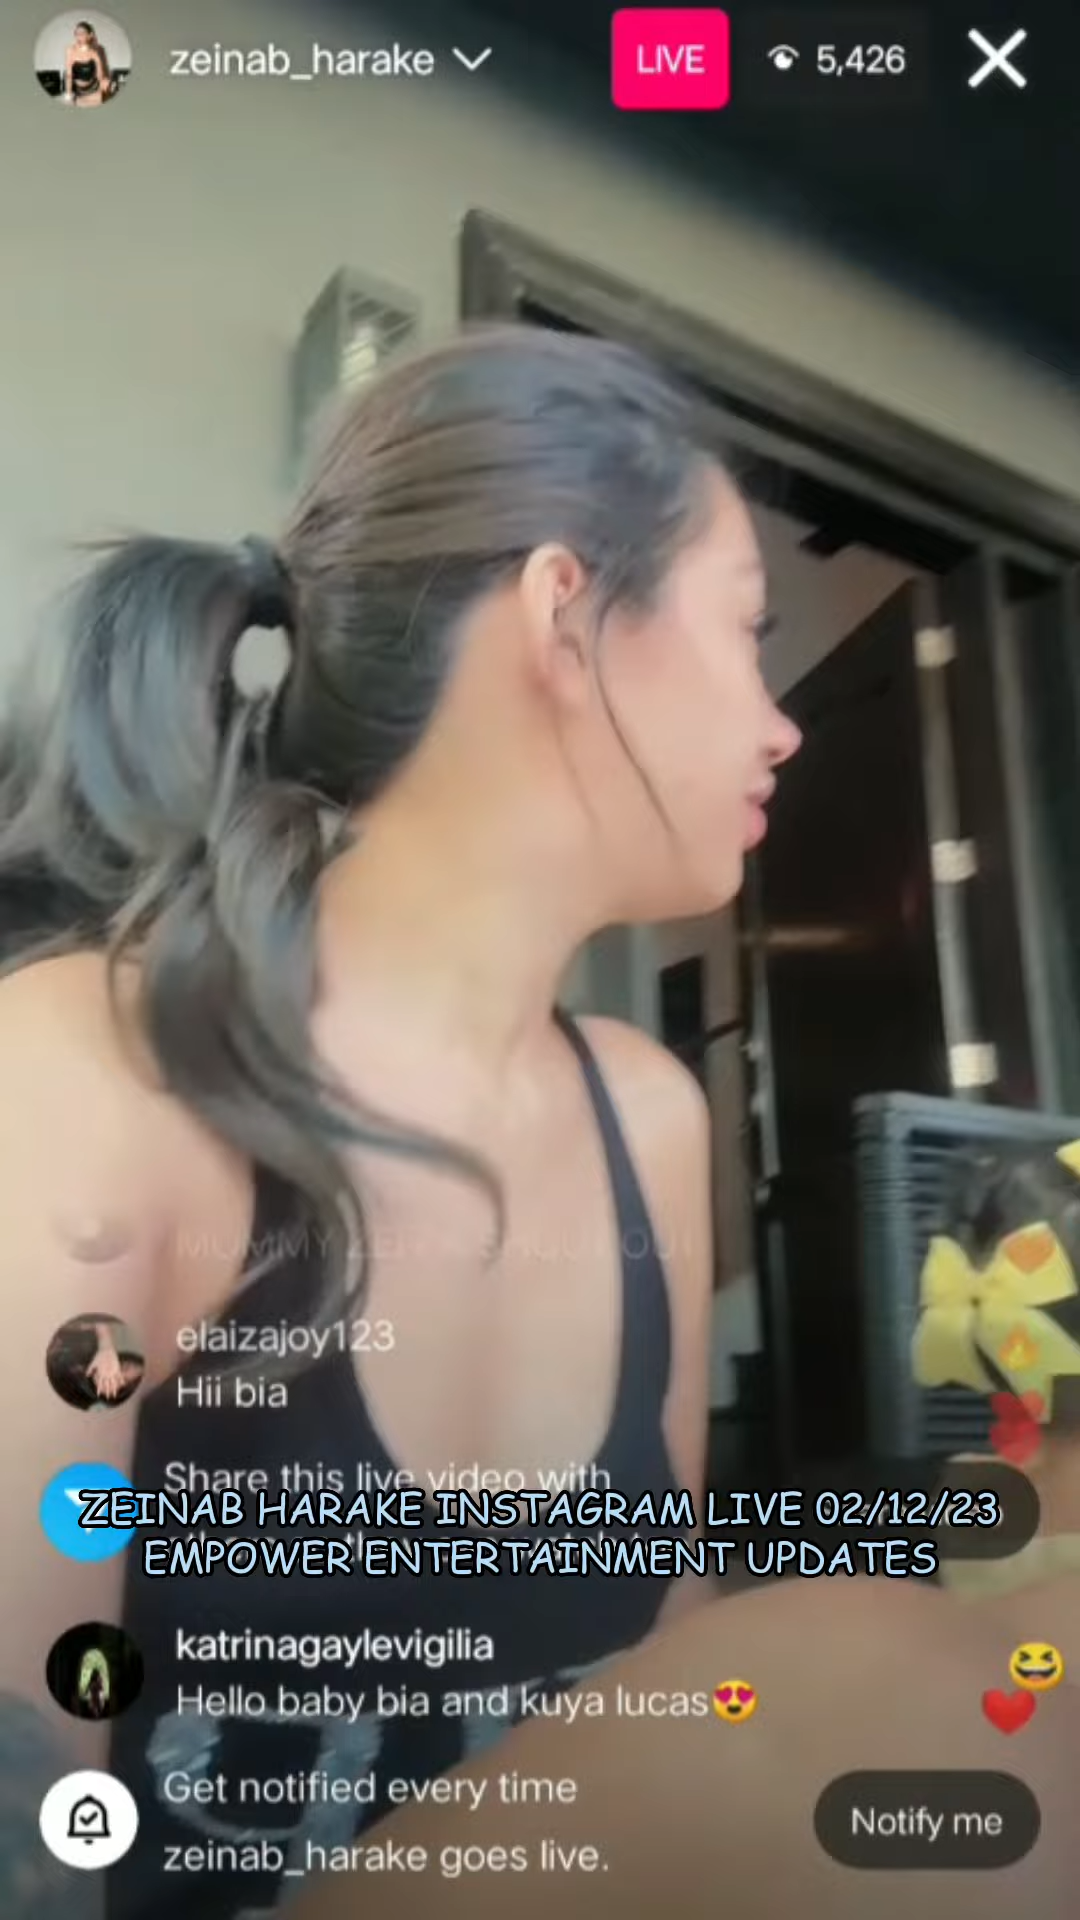 zeinab_harake
LIVE
5,426
elaizajoy123
Hii bia
Share this live video with
ZEINAB HARAKE INSTAGRAM LIVE 02/12/23
EMPOWER ENTERTAINMENT UPDATES
katrinagaylevigilia
Hello baby bia and kuya lucas😍
Get notified every time
zeinab_harake goes live.
Notify me